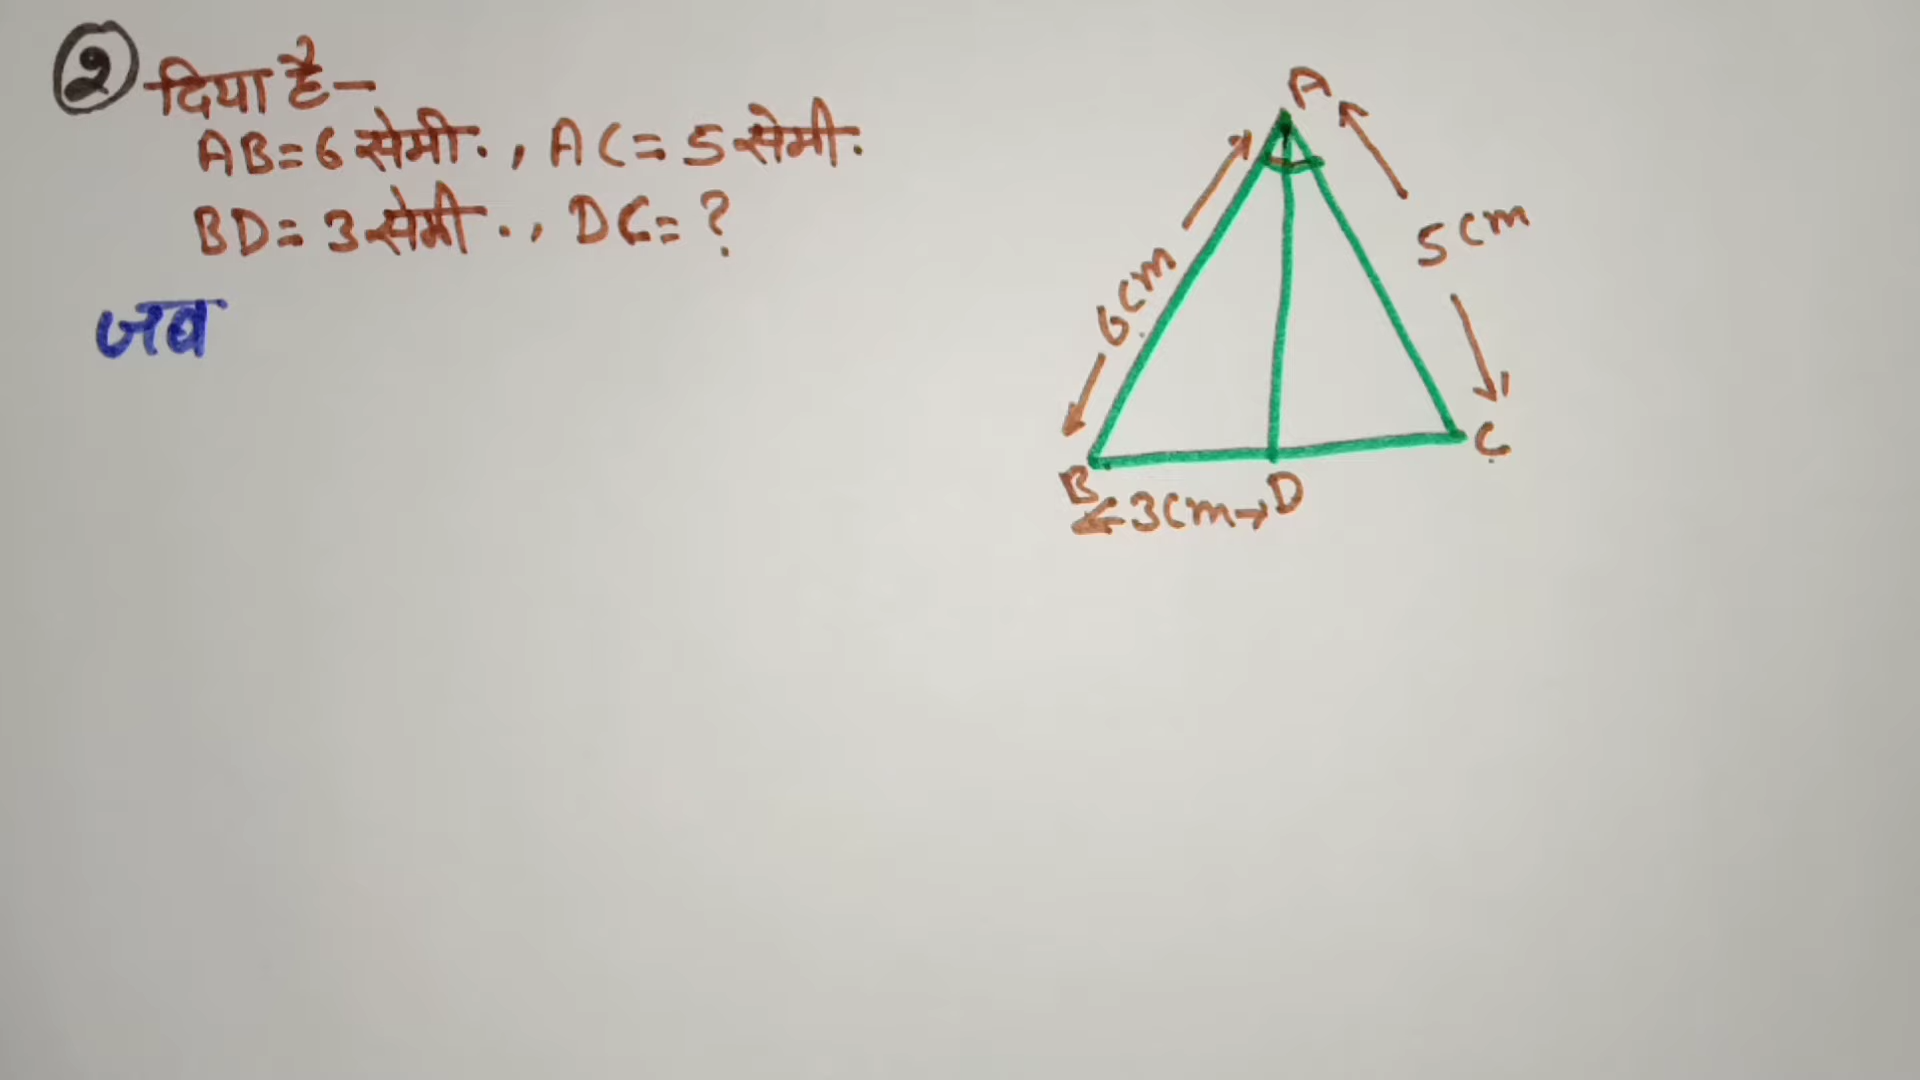 2 दिया है-
AB=6 सेमी., AC=5 सेमी.
BD=3 सेमी., DC=?
जब
A
6cm
5cm
B
D
C
3cm